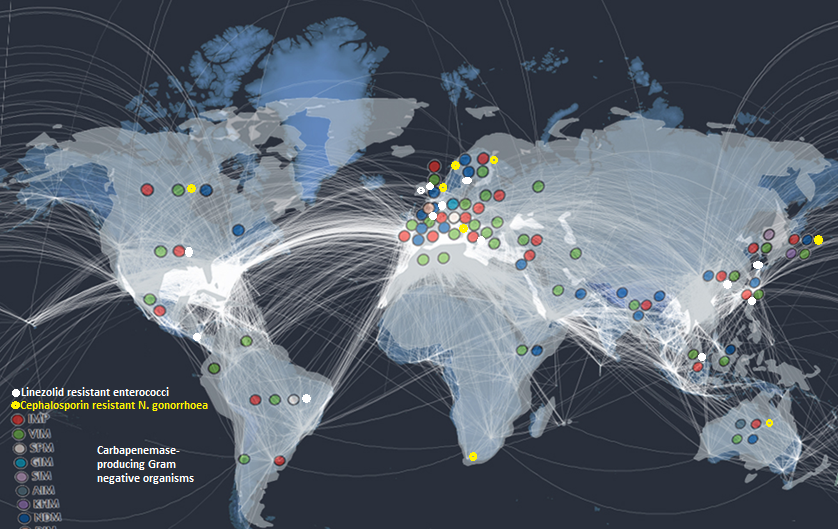 Linezolid resistant enterococci
Cephalosporin resistant N. gonorrhoea
IMP
VIM
SPM
GIM
SIM
AIM
KHM
NDM
Carbapenemase-
producing Gram
negative organisms